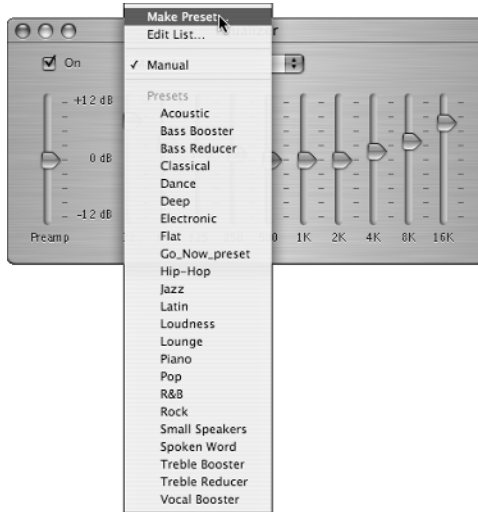 Make Preset...
Edit List...
On
✓ Manual
+12 dB
0 dB
-12 dB
Preamp
1K
2K
4K
8K
16K
Presets
Acoustic
Bass Booster
Bass Reducer
Classical
Dance
Deep
Electronic
Flat
Go_Now_preset
Hip-Hop
Jazz
Latin
Loudness
Lounge
Piano
Pop
R&B
Rock
Small Speakers
Spoken Word
Treble Booster
Treble Reducer
Vocal Booster